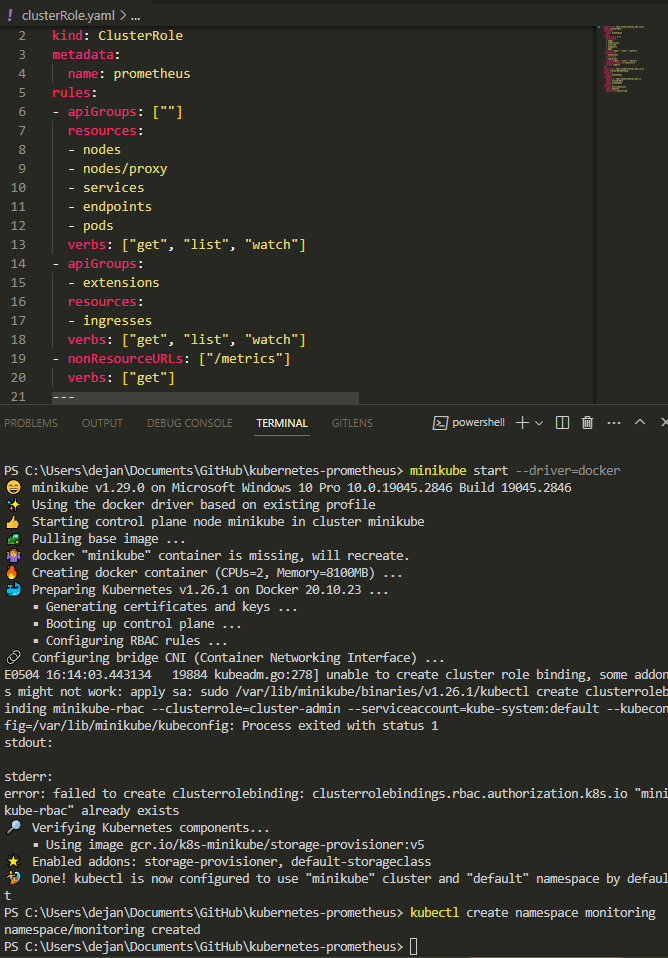 ! clusterRole.yaml > ...
2 kind: ClusterRole
3 metadata:
4 name: prometheus
5 rules:
6 - apiGroups: [""]
7 resources:
8 - nodes
9 - nodes/proxy
10 - services
11 - endpoints
12 - pods
13 verbs: ["get", "list", "watch"]
14 - apiGroups:
15 - extensions
16 resources:
17 - ingresses
18 verbs: ["get", "list", "watch"]
19 - nonResourceURLs: ["/metrics"]
20 verbs: ["get"]
21 ---
PROBLEMS OUTPUT DEBUG CONSOLE TERMINAL GITLENS powershell
PS C:\Users\dejan\Documents\GitHub\kubernetes-prometheus> minikube start --driver=docker
😄 minikube v1.29.0 on Microsoft Windows 10 Pro 10.0.19045.2846 Build 19045.2846
✨ Using the docker driver based on existing profile
👍 Starting control plane node minikube in cluster minikube
🚜 Pulling base image ...
🤷 docker "minikube" container is missing, will recreate.
🔥 Creating docker container (CPUs=2, Memory=8100MB) ...
🐳 Preparing Kubernetes v1.26.1 on Docker 20.10.23 ...
▪ Generating certificates and keys ...
▪ Booting up control plane ...
▪ Configuring RBAC rules ...
🔗 Configuring bridge CNI (Container Networking Interface) ...
E0504 16:14:03.443134 19884 kubeadm.go:278] unable to create cluster role binding, some addon
s might not work: apply sa: sudo /var/lib/minikube/binaries/v1.26.1/kubectl create clusterroleb
inding minikube-rbac --clusterrole=cluster-admin --serviceaccount=kube-system:default --kubecon
fig=/var/lib/minikube/kubeconfig: Process exited with status 1
stdout:
stderr:
error: failed to create clusterrolebinding: clusterrolebindings.rbac.authorization.k8s.io "mini
kube-rbac" already exists
🔎 Verifying Kubernetes components...
▪ Using image gcr.io/k8s-minikube/storage-provisioner:v5
🌟 Enabled addons: storage-provisioner, default-storageclass
🏄 Done! kubectl is now configured to use "minikube" cluster and "default" namespace by defaul
t
PS C:\Users\dejan\Documents\GitHub\kubernetes-prometheus> kubectl create namespace monitoring
namespace/monitoring created
PS C:\Users\dejan\Documents\GitHub\kubernetes-prometheus>